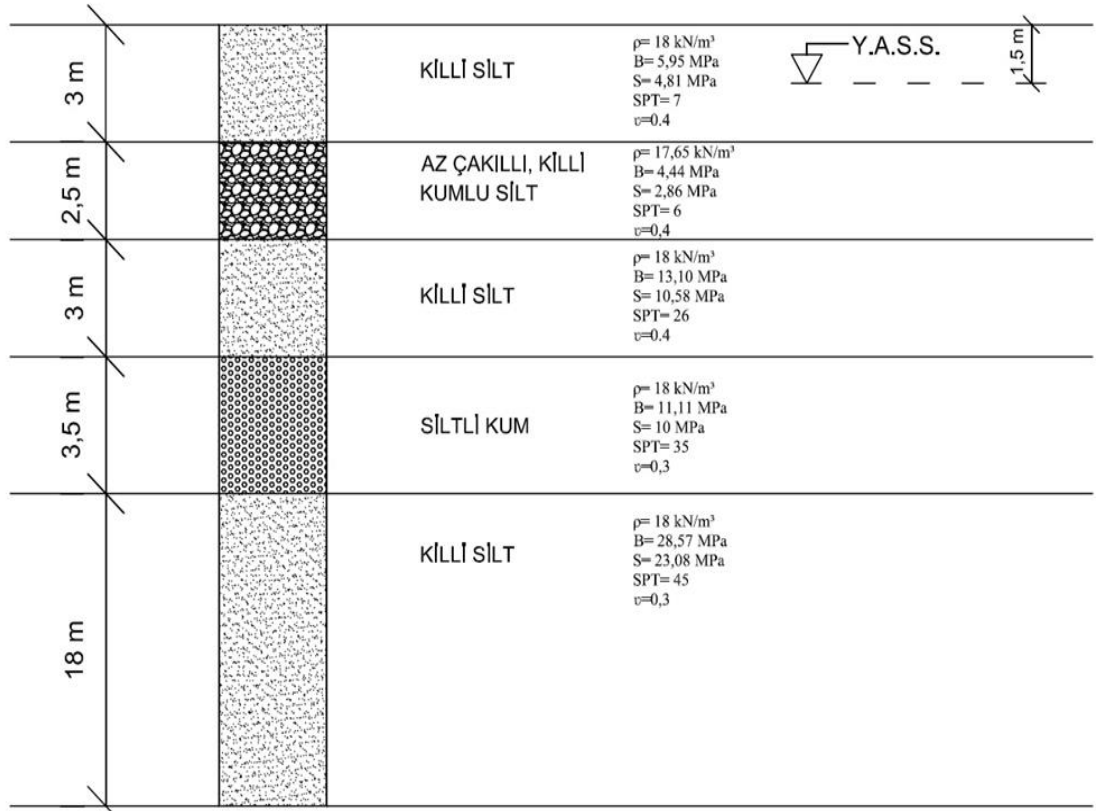 3 m
KİLLİ SİLT
ρ= 18 kN/m³
B= 5,95 MPa
S= 4,81 MPa
SPT= 7
υ=0.4
Y.A.S.S.
1,5 m
2,5 m
AZ ÇAKILLI, KİLLİ
KUMLU SİLT
ρ= 17,65 kN/m³
B= 4,44 MPa
S= 2,86 MPa
SPT= 6
υ=0,4
3 m
KİLLİ SİLT
ρ= 18 kN/m³
B= 13,10 MPa
S= 10,58 MPa
SPT= 26
υ=0.4
3,5 m
SİLTLİ KUM
ρ= 18 kN/m³
B= 11,11 MPa
S= 10 MPa
SPT= 35
υ=0,3
18 m
KİLLİ SİLT
ρ= 18 kN/m³
B= 28,57 MPa
S= 23,08 MPa
SPT= 45
υ=0,3